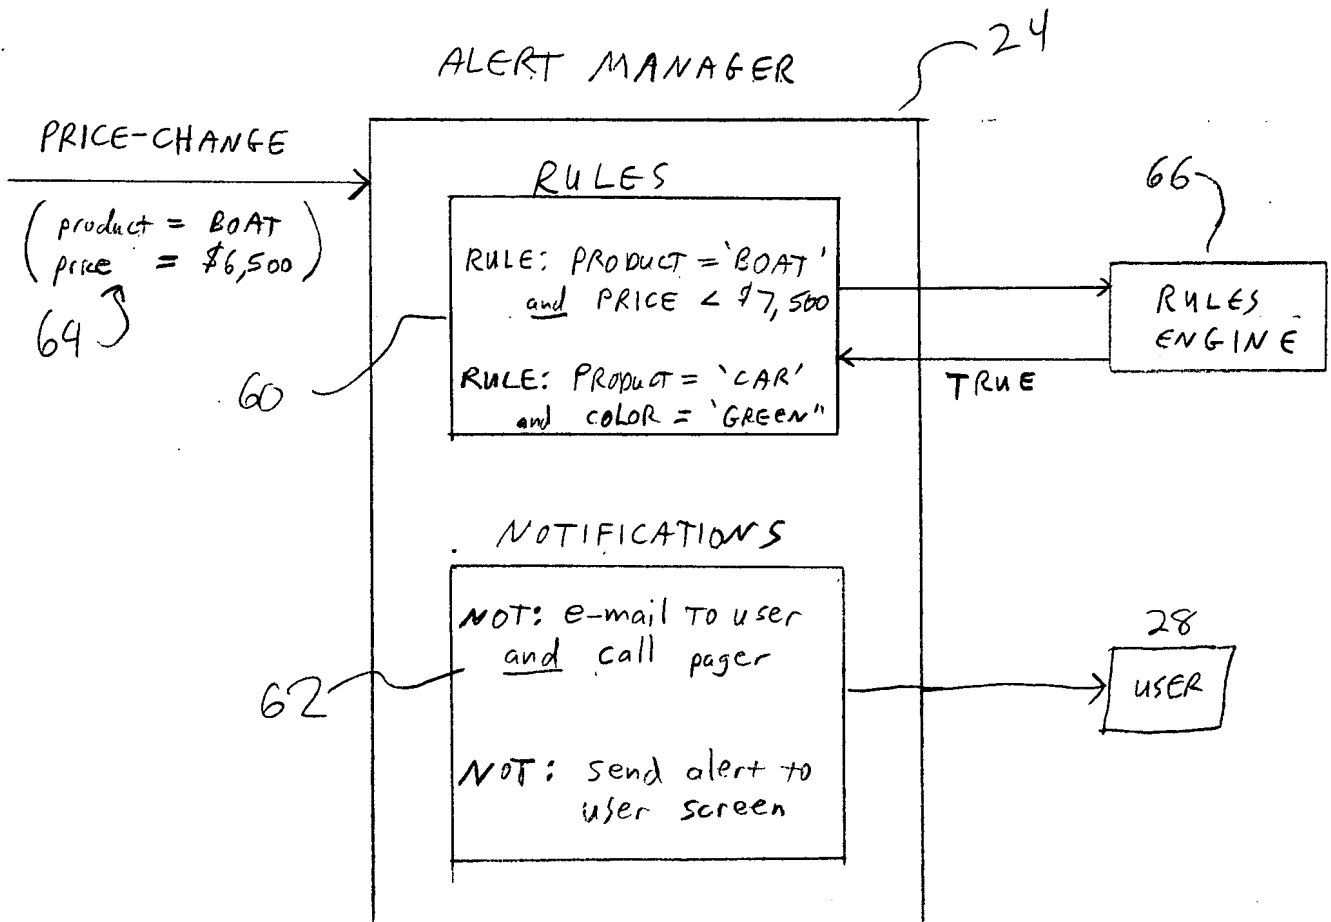 24
ALERT MANAGER
PRICE-CHANGE
(product = BOAT
price = $6,500)
64
RULES
RULE: PRODUCT = 'BOAT'
and PRICE < $7,500
RULE: PRODUCT = 'CAR'
and COLOR = 'GREEN"
60
66
RULES
ENGINE
TRUE
NOTIFICATIONS
NOT: e-mail TO user
and call pager
62
NOT: send alert to
user screen
28
USER